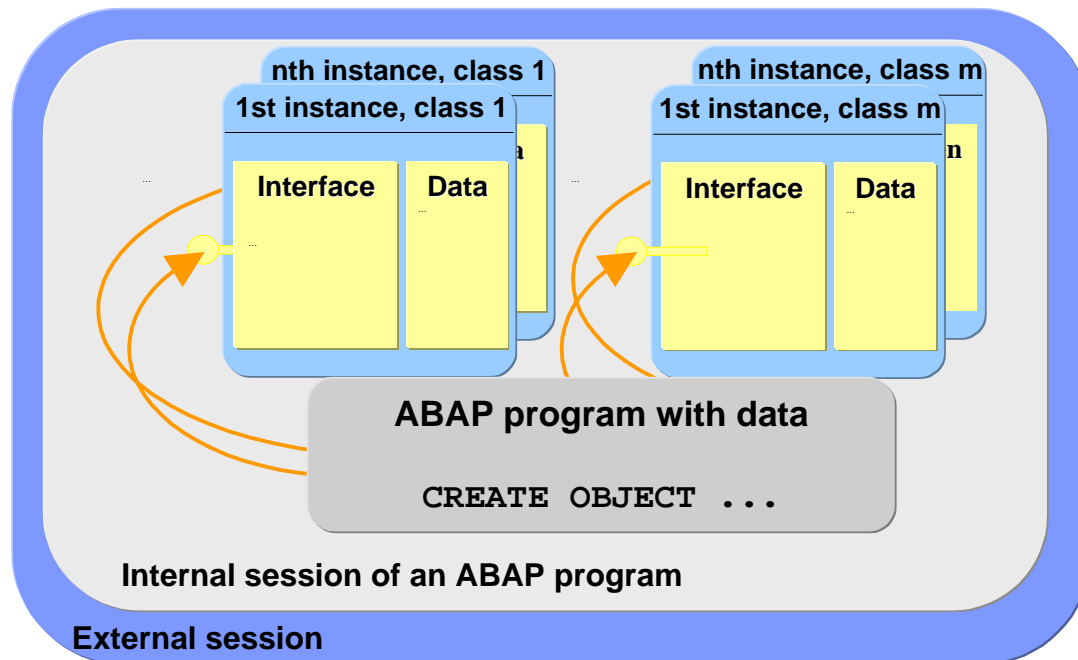 nth instance, class 1
nth instance, class m
1st instance, class 1
1st instance, class m
a
n
Interface
Data
Interface
Data
...
...
...
...
...
ABAP program with data
CREATE OBJECT ...
Internal session of an ABAP program
External session